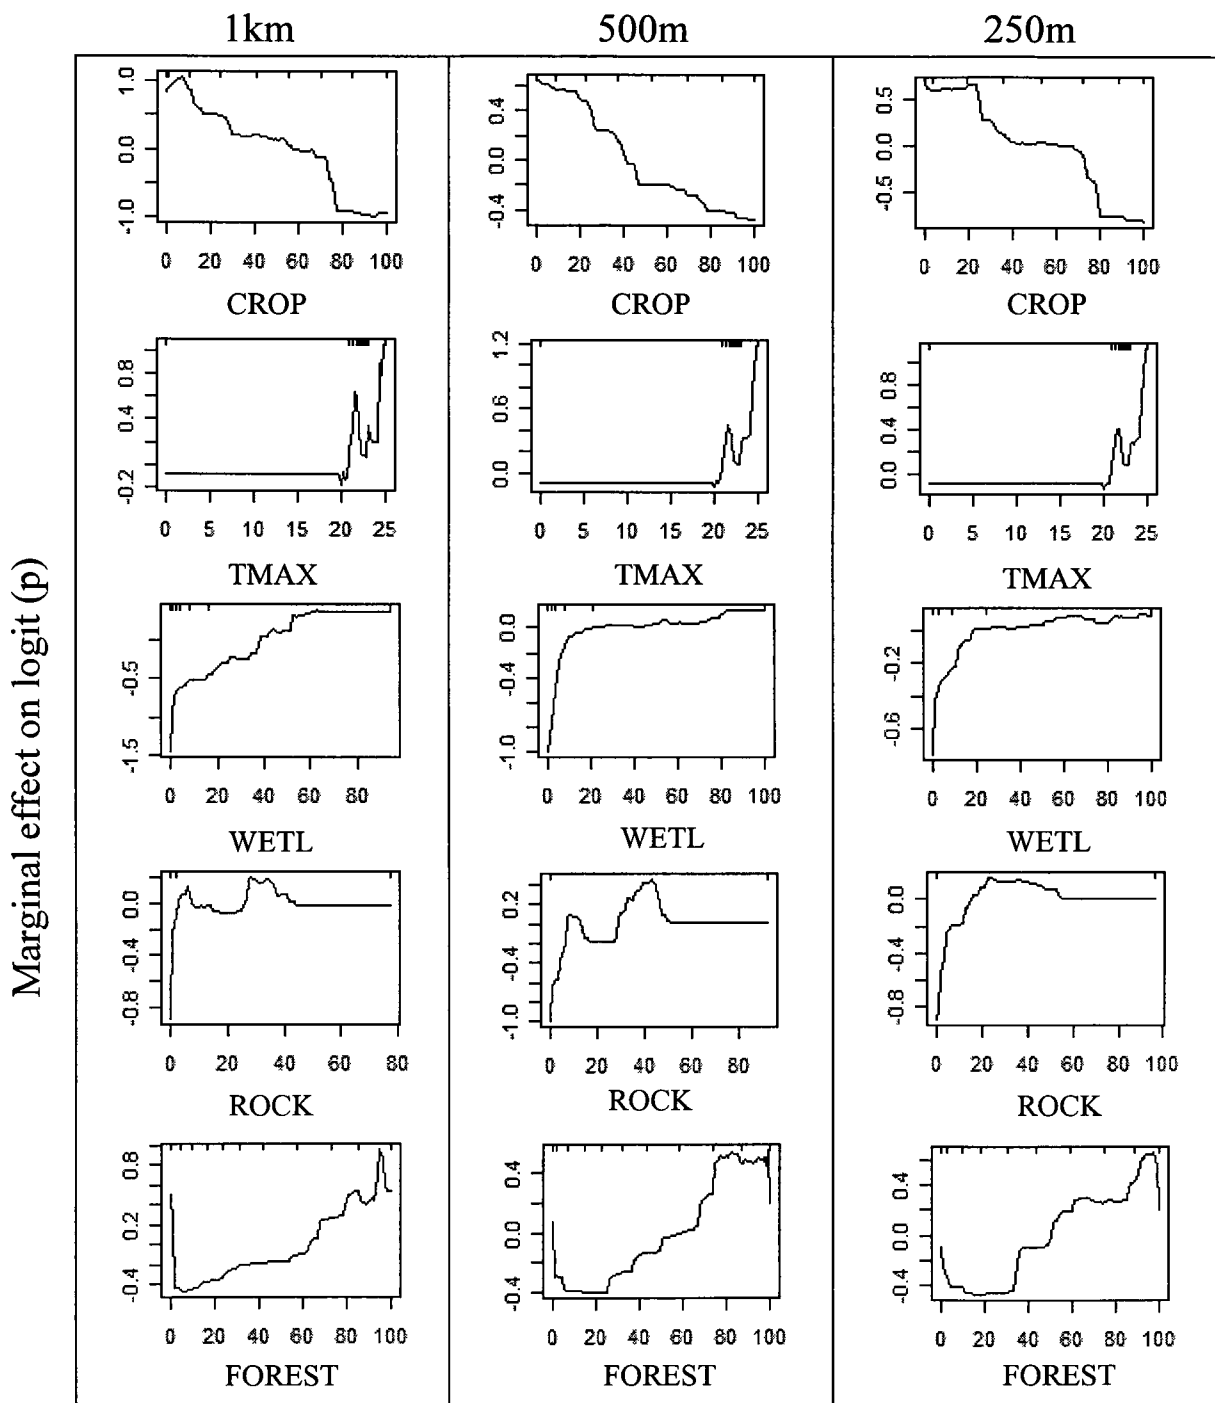 1km 500m 250m
Marginal effect on logit (p)
1.0 0.0 -1.0
0 20 40 60 80 100
CROP
0.4 0.0 -0.4
0 20 40 60 80 100
CROP
0.5 0.0 -0.5
0 20 40 60 80 100
CROP
0.8 0.4 -0.2
0 5 10 15 20 25
TMAX
1.2 0.6 0.0
0 5 10 15 20 25
TMAX
0.8 0.4 0.0
0 5 10 15 20 25
TMAX
-0.5 -1.5
0 20 40 60 80
WETL
0.0 -0.4 -1.0
0 20 40 60 80 100
WETL
-0.2 -0.6
0 20 40 60 80 100
WETL
0.0 -0.4 -0.8
0 20 40 60 80
ROCK
0.2 -0.4 -1.0
0 20 40 60 80
ROCK
0.0 -0.4 -0.8
0 20 40 60 80 100
ROCK
0.8 0.2 -0.4
0 20 40 60 80 100
FOREST
0.4 0.0 -0.4
0 20 40 60 80 100
FOREST
0.4 0.0 -0.4
0 20 40 60 80 100
FOREST